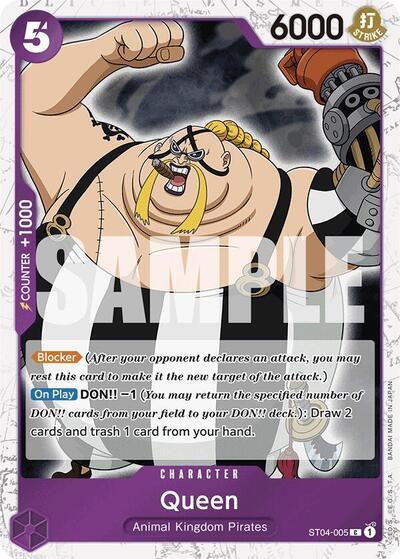 5
6000
打
STRIKE
COUNTER +1000
SAMPLE
Blocker (After your opponent declares an attack, you may
rest this card to make it the new target of the attack.)
On Play DON!! −1 (You may return the specified number of
DON!! cards from your field to your DON!! deck.): Draw 2
cards and trash 1 card from your hand.
BANDAI MADE IN JAPAN
CHARACTER
Queen
Animal Kingdom Pirates
ST04-005 C 1